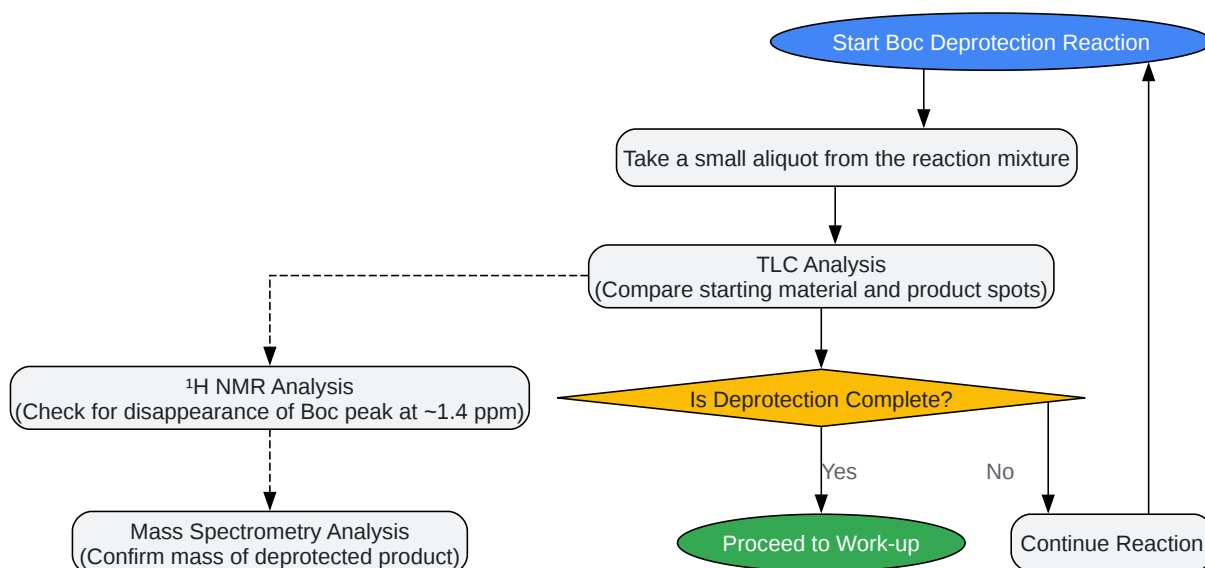 Start Boc Deprotection Reaction
Take a small aliquot from the reaction mixture
TLC Analysis
(Compare starting material and product spots)
¹H NMR Analysis
(Check for disappearance of Boc peak at ~1.4 ppm)
Is Deprotection Complete?
Yes
No
Mass Spectrometry Analysis
(Confirm mass of deprotected product)
Proceed to Work-up
Continue Reaction